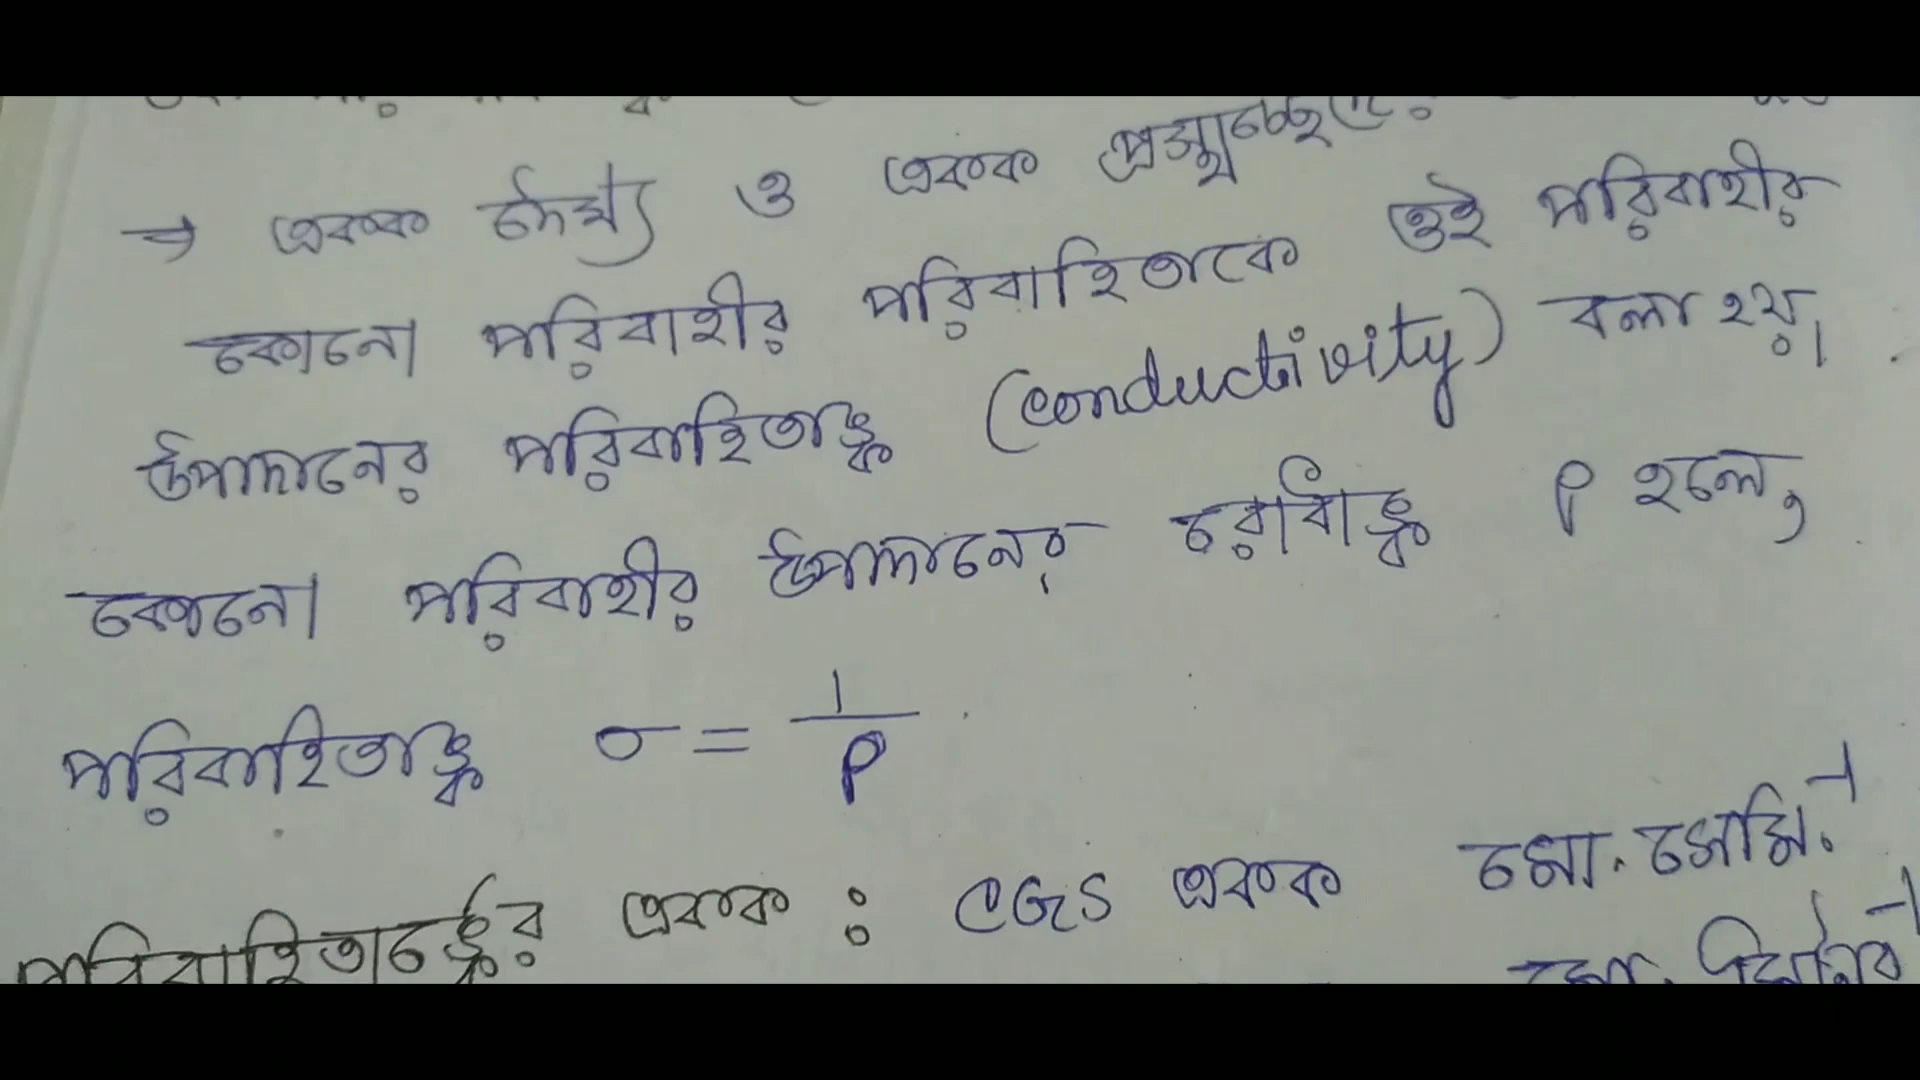 → একক দৈর্ঘ্য ও একক প্রস্থচ্ছেদের
কোনো পরিবাহীর পরিবাহিতাকে ওই পরিবাহীর
উপাদানের পরিবাহিতাঙ্ক (conductivity) বলা হয়।
কোনো পরিবাহীর উপাদানের রোধাঙ্ক ρ হলে,
পরিবাহিতাঙ্ক σ = 1/ρ
পরিবাহিতাঙ্কের একক : CGS একক মো. সেমি.⁻¹
মো. মিটার⁻¹